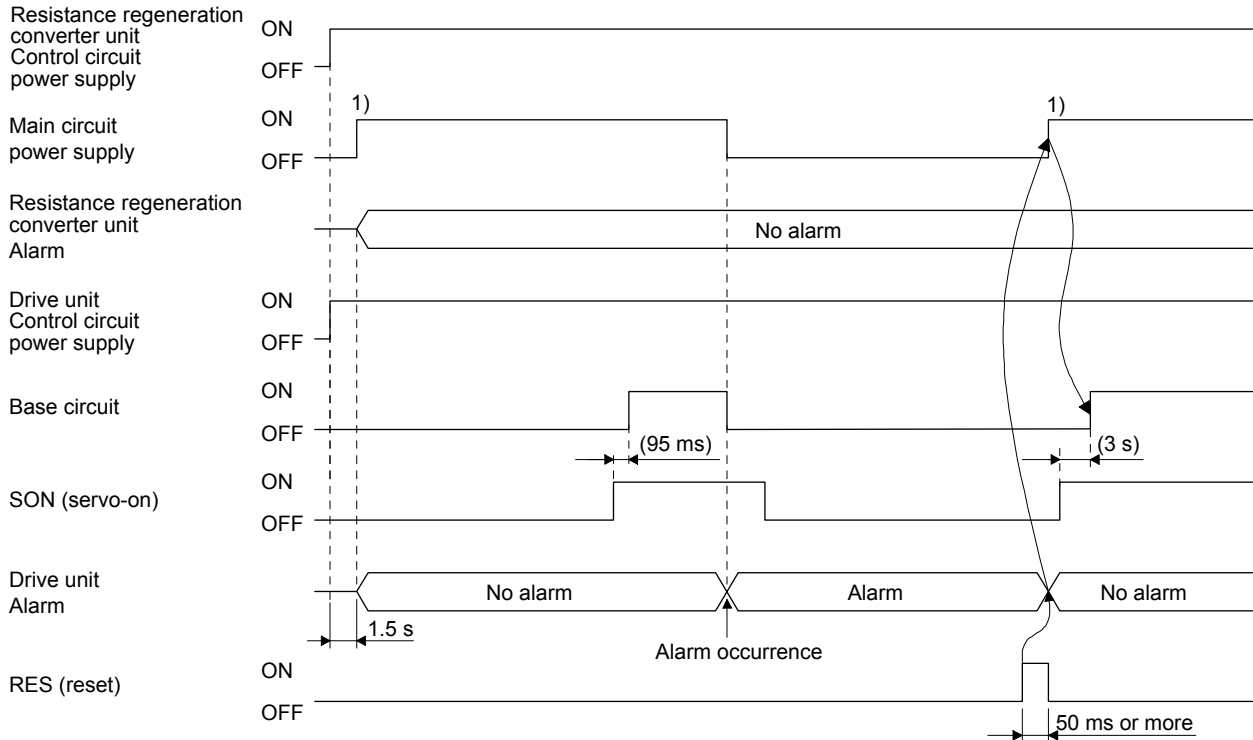 Resistance regeneration
converter unit
Control circuit
power supply
ON
OFF
Main circuit
power supply
ON
OFF
1)
1)
Resistance regeneration
converter unit
Alarm
No alarm
Drive unit
Control circuit
power supply
ON
OFF
Base circuit
ON
OFF
(95 ms)
(3 s)
SON (servo-on)
ON
OFF
Drive unit
Alarm
No alarm
Alarm
No alarm
1.5 s
Alarm occurrence
RES (reset)
ON
OFF
50 ms or more